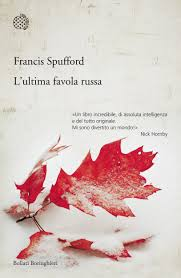 Francis Spufford
L'ultima favola russa
«Un libro incredibile, di assoluta intelligenza
e del tutto originale.
Mi sono divertito un mondo!»
Nick Hornby
Bollati Boringhieri